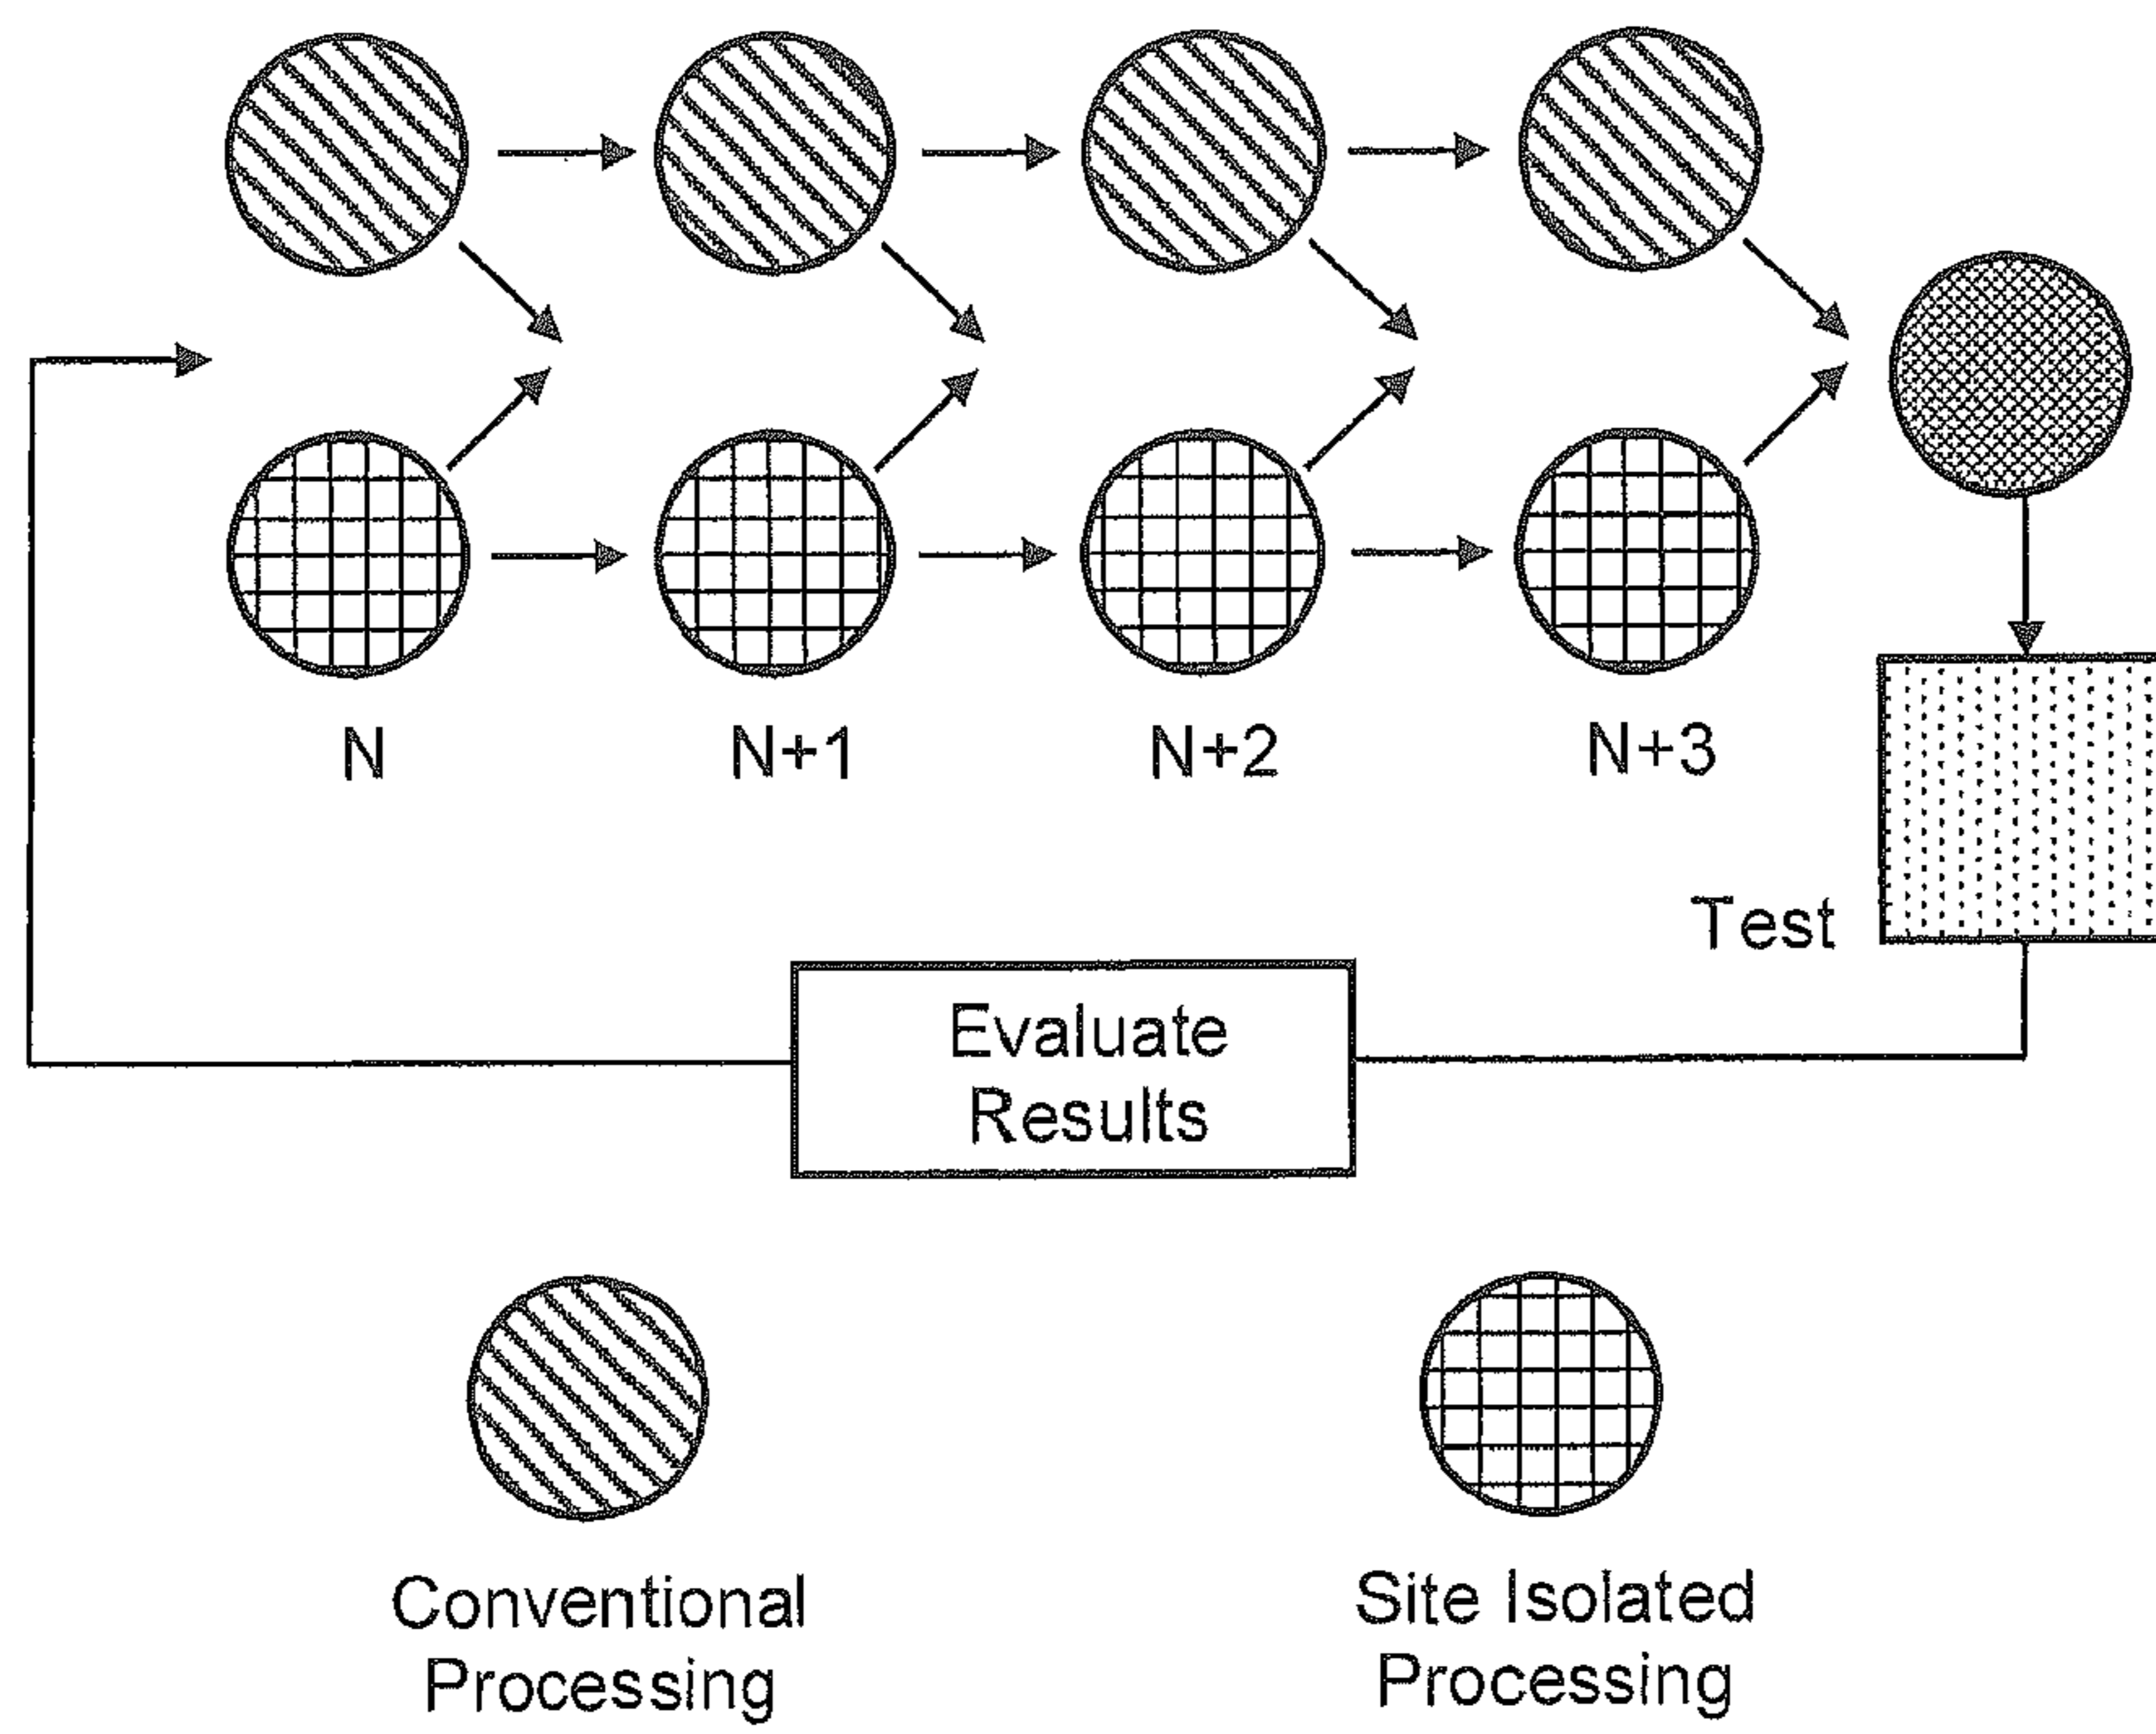 N
N+1
N+2
N+3
Test
Evaluate
Results
Conventional
Processing
Site Isolated
Processing